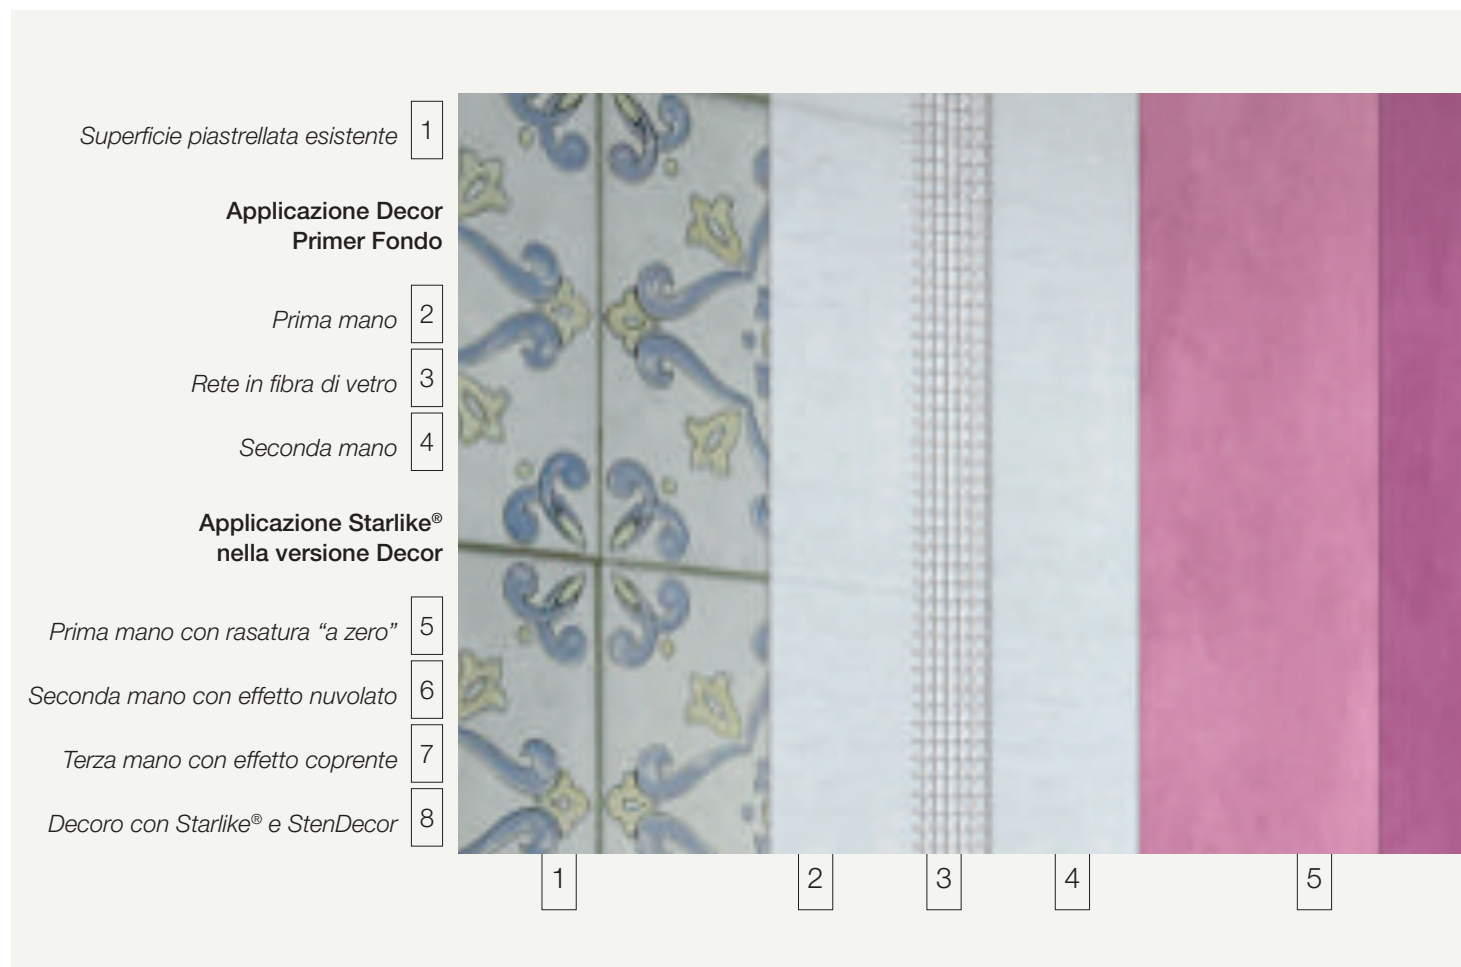 Superficie piastrellata esistente 1
Applicazione Decor
Primer Fondo
Prima mano 2
Rete in fibra di vetro 3
Seconda mano 4
Applicazione Starlike®
nella versione Decor
Prima mano con rasatura “a zero” 5
Seconda mano con effetto nuvolato 6
Terza mano con effetto coprente 7
Decoro con Starlike® e StenDecor 8
1 2 3 4 5